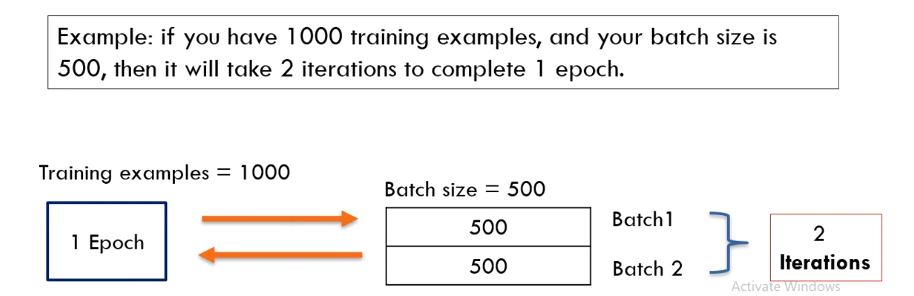 Example: if you have 1000 training examples, and your batch size is
500, then it will take 2 iterations to complete 1 epoch.
Training examples = 1000
Batch size = 500
1 Epoch
500
Batch1
500
Batch 2
2
Iterations
Activate Windows